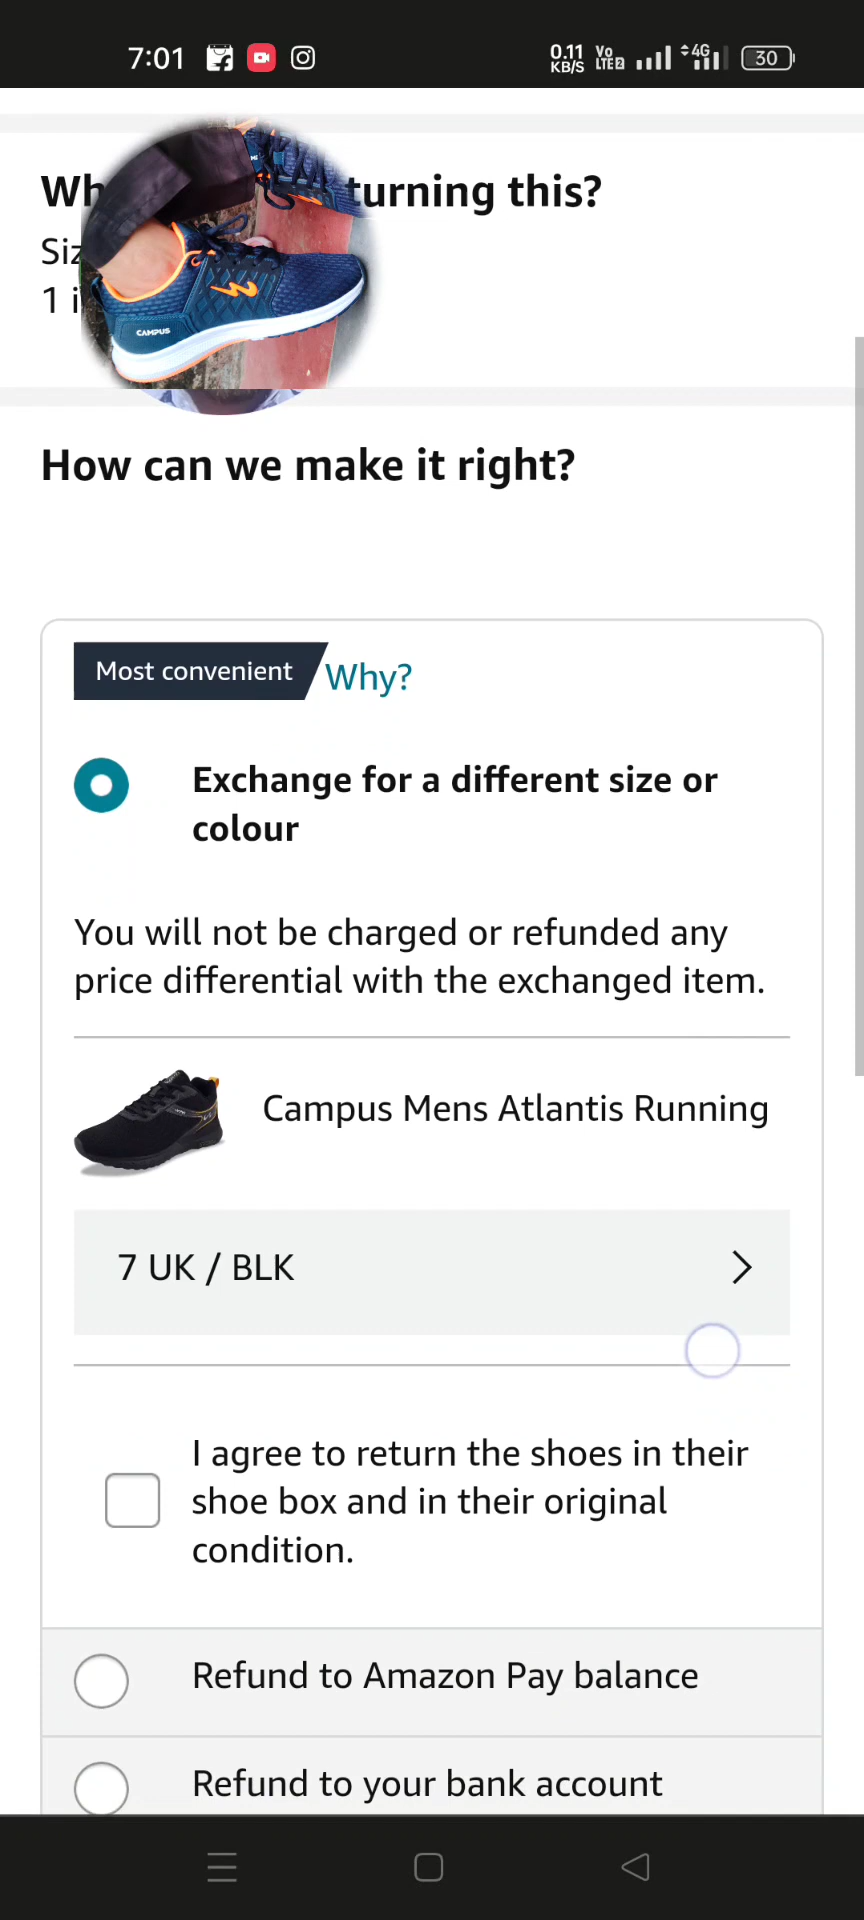 7:01
0.11 KB/S
Vo LTE 2
4G
30
turning this?
1
CAMPUS
How can we make it right?
Most convenient
Why?
Exchange for a different size or
colour
You will not be charged or refunded any
price differential with the exchanged item.
Campus Mens Atlantis Running
7 UK / BLK
I agree to return the shoes in their
shoe box and in their original
condition.
Refund to Amazon Pay balance
Refund to your bank account